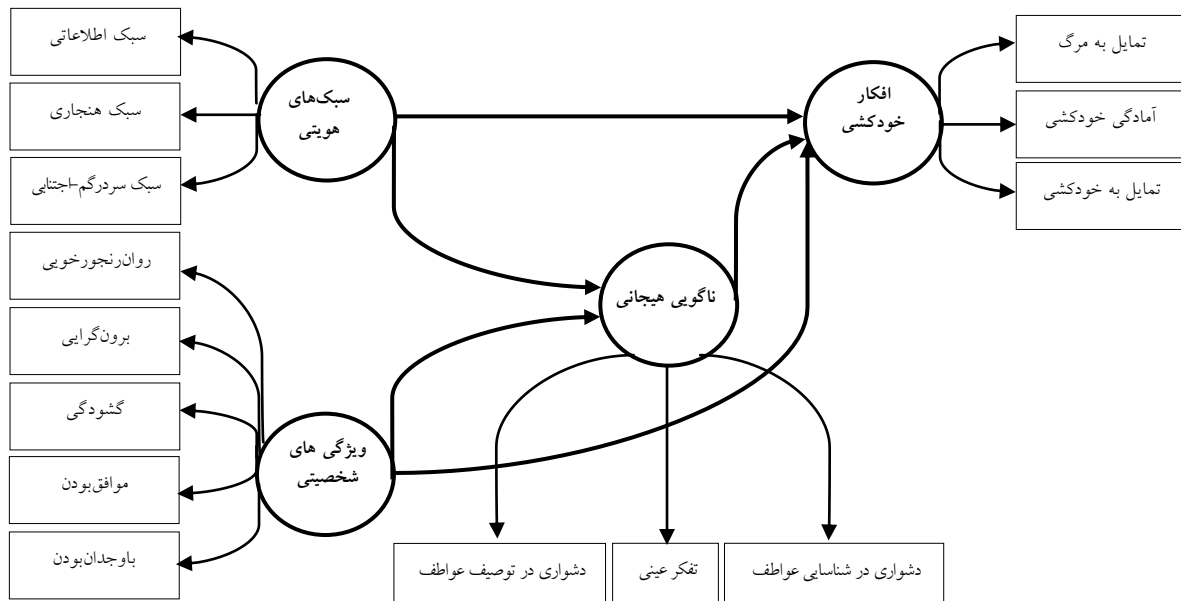 سبک اطلاعاتی
سبک هنجاری
سبک سردرگم-اجتنابی
روان‌رنجورخویی
برون‌گرایی
گشودگی
موافق‌بودن
باوجدان‌بودن
سبک‌های
هویتی
ویژگی های
شخصیتی
ناگویی هیجانی
افکار
خودکشی
تمایل به مرگ
آمادگی خودکشی
تمایل به خودکشی
دشواری در شناسایی عواطف
تفکر عینی
دشواری در توصیف عواطف